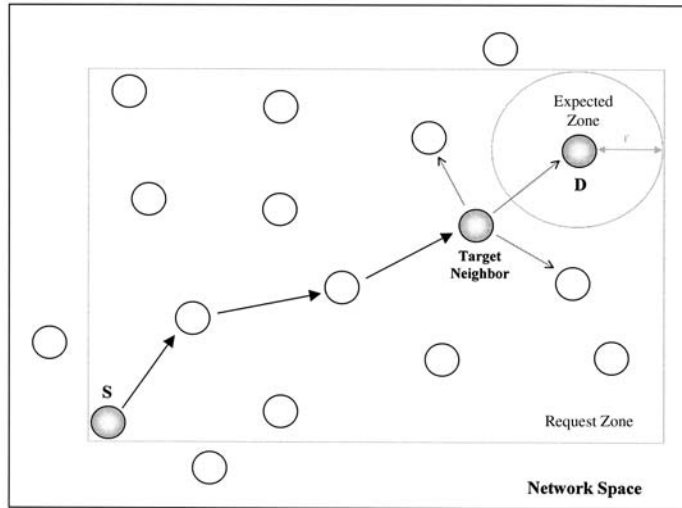 Expected
Zone
r
D
Target
Neighbor
S
Request Zone
Network Space